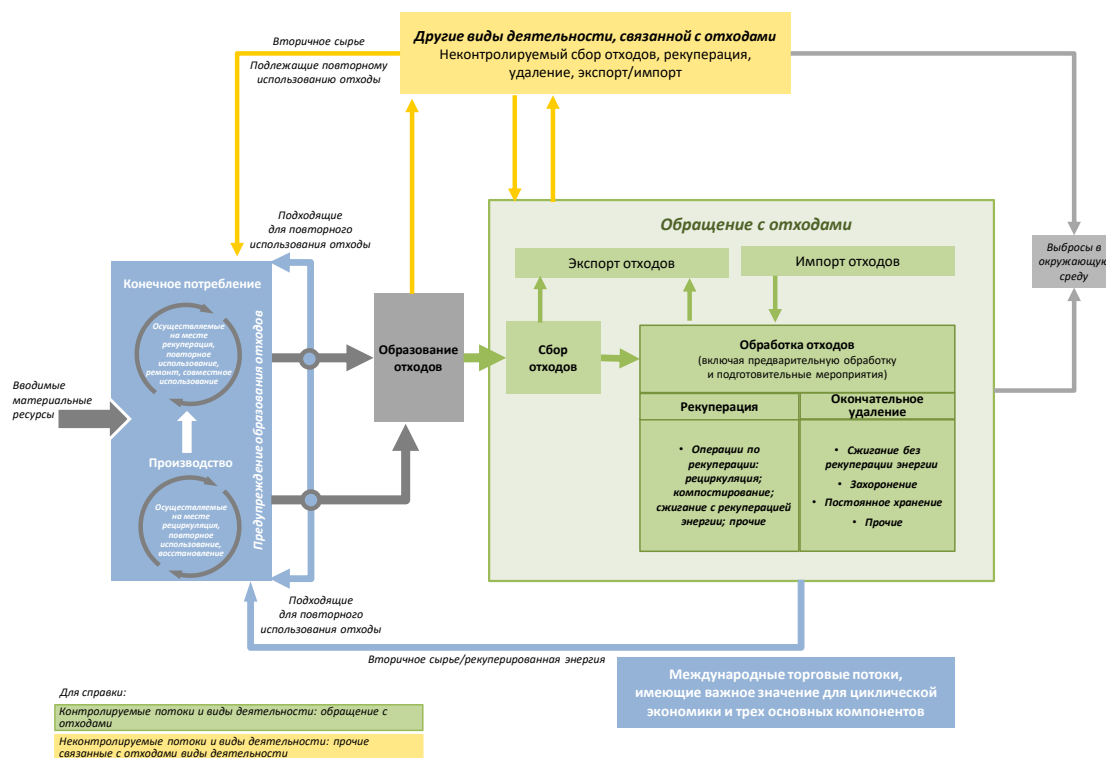 Другие виды деятельности, связанной с отходами
Неконтролируемый сбор отходов, рекуперация,
удаление, экспорт/импорт
Вторичное сырье
Подлежащие повторному
использованию отходы
Подходящие
для повторного
использования отходы
Обращение с отходами
Экспорт отходов
Импорт отходов
Выбросы в
окружающую
среду
Конечное потребление
Осуществляемые
на месте
рекуперация,
повторное
использование,
ремонт, совместное
использование
Предупреждение образования отходов
Образование
отходов
Сбор
отходов
Обработка отходов
(включая предварительную обработку
и подготовительные мероприятия)
Вводимые
материальные
ресурсы
Рекуперация
Окончательное
удаление
Производство
Осуществляемые
на месте
рециркуляция,
повторное
использование,
восстановление
• Операции по
рекуперации:
рециркуляция;
компостирование;
сжигание с рекуперацией
энергии; прочие
• Сжигание без
рекуперации энергии
• Захоронение
• Постоянное хранение
• Прочие
Подходящие
для повторного
использования отходы
Вторичное сырье/рекуперированная энергия
Международные торговые потоки,
имеющие важное значение для циклической
экономики и трех основных компонентов
Для справки:
Контролируемые потоки и виды деятельности: обращение с
отходами
Неконтролируемые потоки и виды деятельности: прочие
связанные с отходами виды деятельности